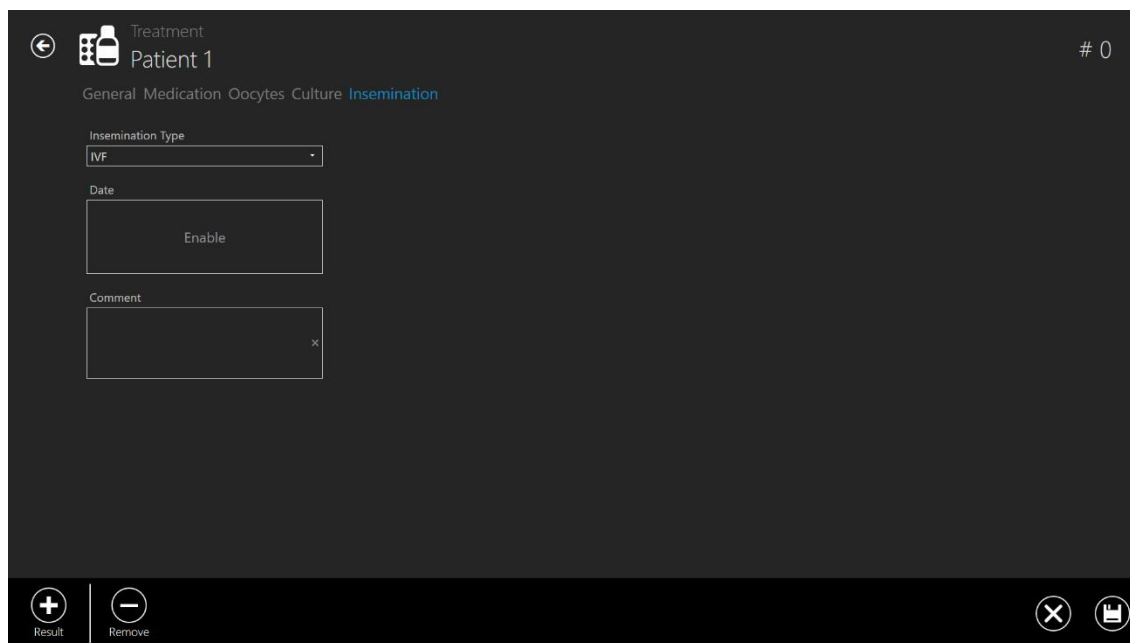 Treatment
Patient 1
# 0
General Medication Oocytes Culture Insemination
Insemination Type
IVF
Date
Enable
Comment
Result
Remove